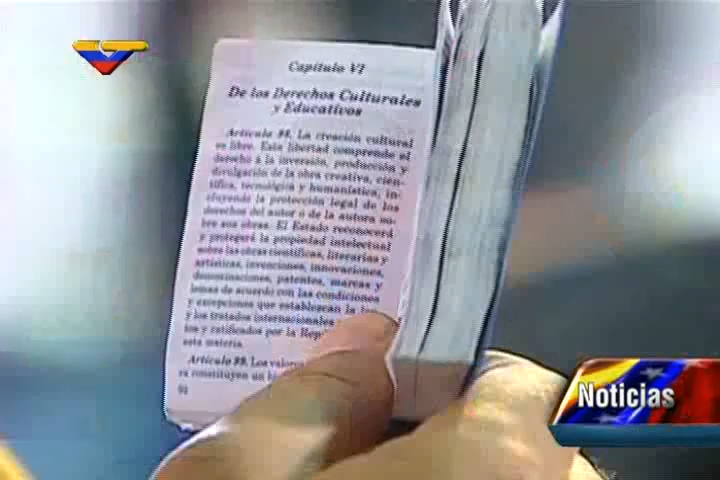 Capítulo VI
De los Derechos Culturales
y Educativos
Artículo 98. La creación cultural
es libre. Esta libertad comprende el
derecho a la inversión, producción y
divulgación de la obra creativa, cien-
tífica, tecnológica y humanística, in-
cluyendo la protección legal de los
derechos del autor o de la autora so-
bre sus obras. El Estado reconocerá
y protegerá la propiedad intelectual
sobre las obras científicas, literarias y
artísticas, invenciones, innovaciones,
denominaciones, patentes, marcas y
lemas de acuerdo con las condiciones
y excepciones que establezcan la
y los tratados internacionales
tos y ratificados por la
esta materia.
Artículo 99. Los valores
ra constituyen un
Noticias